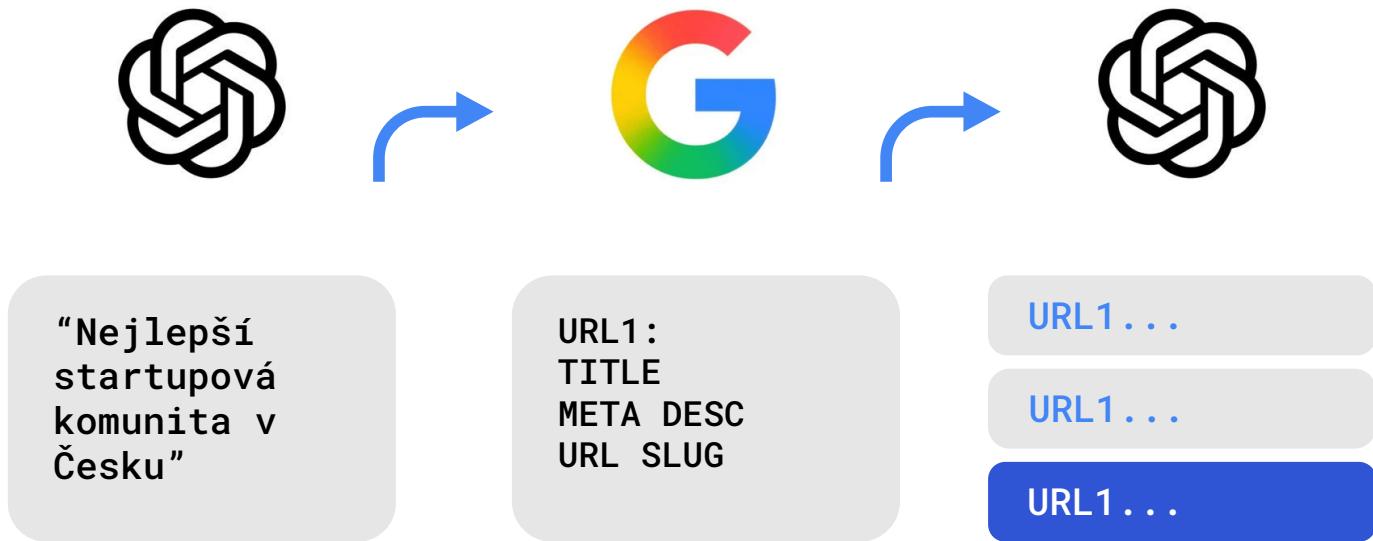 “Nejlepší
startupová
komunita v
Česku”
URL1:
TITLE
META DESC
URL SLUG
URL1...
URL1...
URL1...